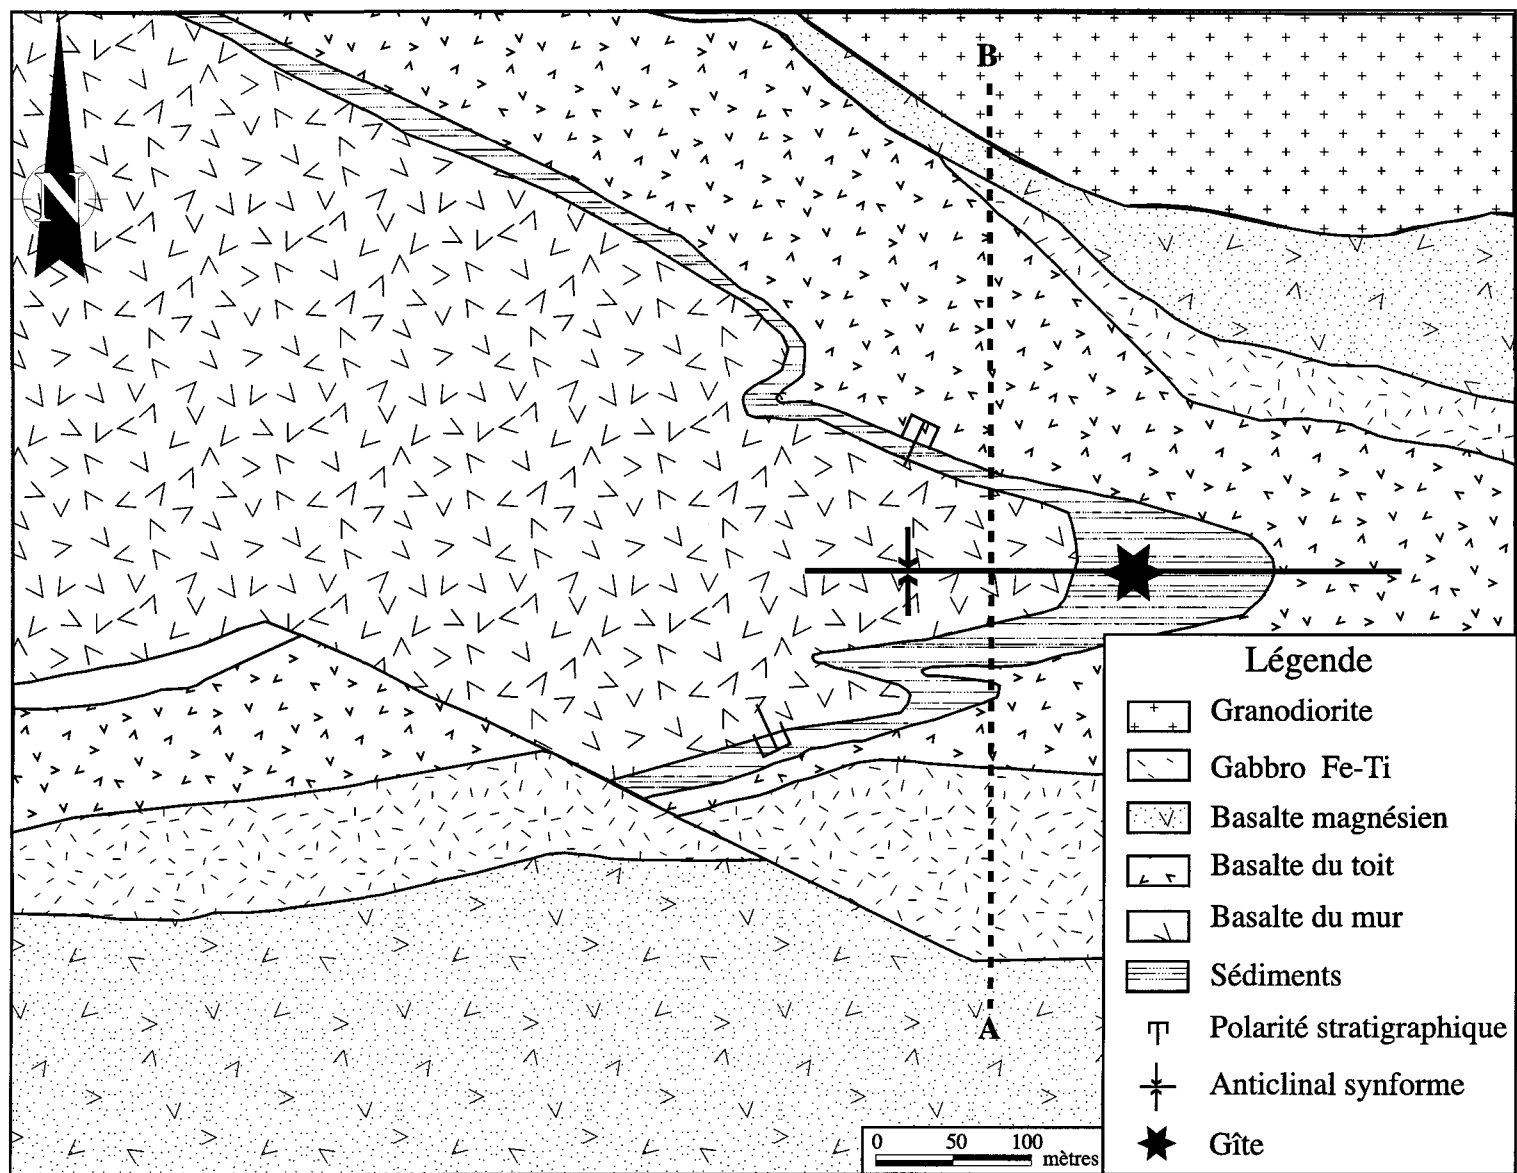 B
N
A
Légende
Granodiorite
Gabbro Fe-Ti
Basalte magnésien
Basalte du toit
Basalte du mur
Sédiments
Polarité stratigraphique
Anticlinal synforme
Gîte
0 50 100
mètres